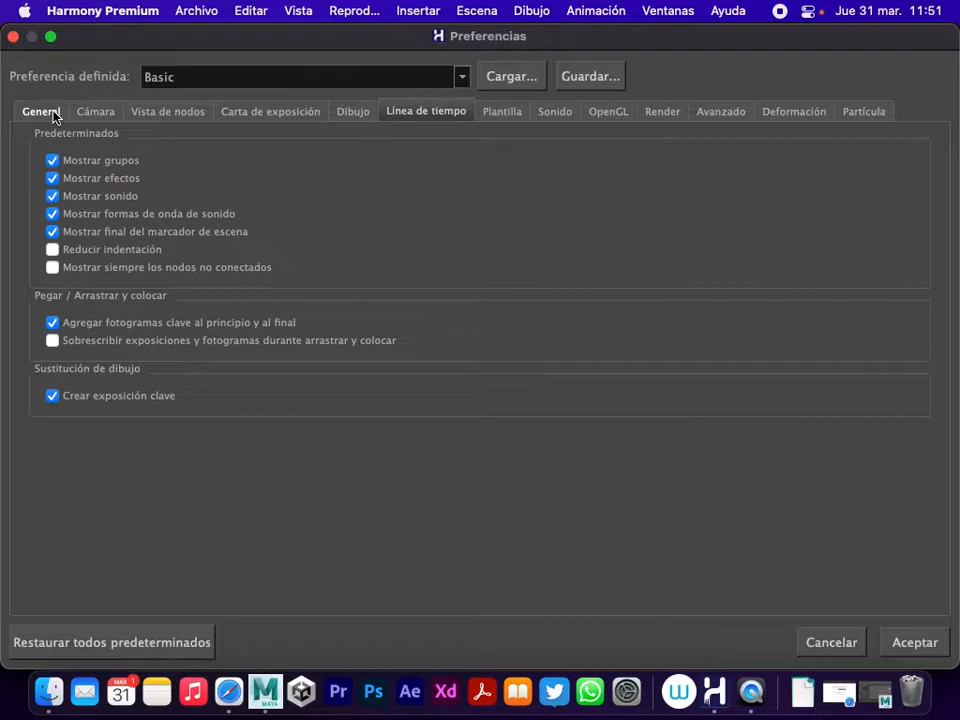 Harmony Premium Archivo Editar Vista Reprod... Insertar Escena Dibujo Animación Ventanas Ayuda Jue 31 mar. 11:51
Preferencias
Preferencia definida: Basic Cargar... Guardar...
General Cámara Vista de nodos Carta de exposición Dibujo Línea de tiempo Plantilla Sonido OpenGL Render Avanzado Deformación Partícula
Predeterminados
Mostrar grupos
Mostrar efectos
Mostrar sonido
Mostrar formas de onda de sonido
Mostrar final del marcador de escena
Reducir indentación
Mostrar siempre los nodos no conectados
Pegar / Arrastrar y colocar
Agregar fotogramas clave al principio y al final
Sobrescribir exposiciones y fotogramas durante arrastrar y colocar
Sustitución de dibujo
Crear exposición clave
Restaurar todos predeterminados Cancelar Aceptar
MAR 1 31 MAYA Pr Ps Ae Xd W H M